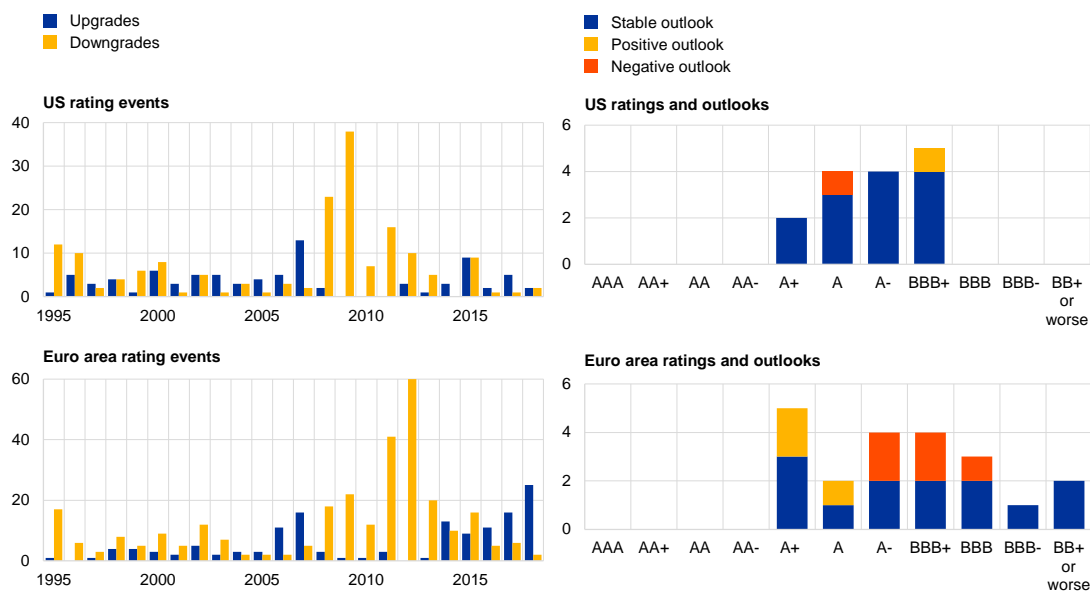 Upgrades
Downgrades
US rating events
40
30
20
10
0
1995 2000 2005 2010 2015
Euro area rating events
60
40
20
0
1995 2000 2005 2010 2015
Stable outlook
Positive outlook
Negative outlook
US ratings and outlooks
6
4
2
0
AAA AA+ AA AA- A+ A A- BBB+ BBB BBB- BB+
or
worse
Euro area ratings and outlooks
6
4
2
0
AAA AA+ AA AA- A+ A A- BBB+ BBB BBB- BB+
or
worse